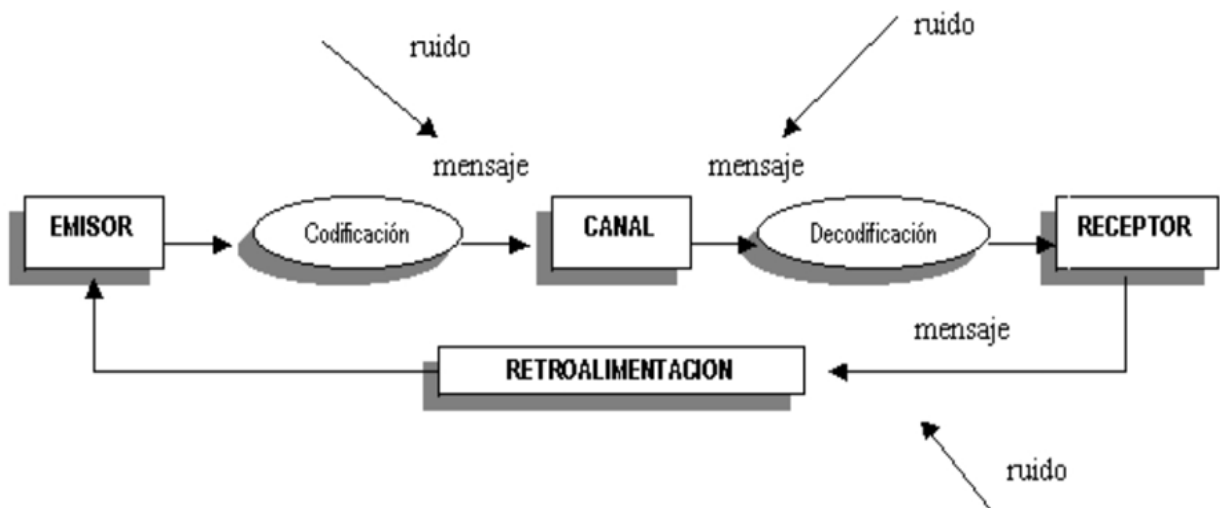 ruido
ruido
mensaje
mensaje
EMISOR
Codificación
CANAL
Decodificación
RECEPTOR
mensaje
RETROALIMENTACION
ruido